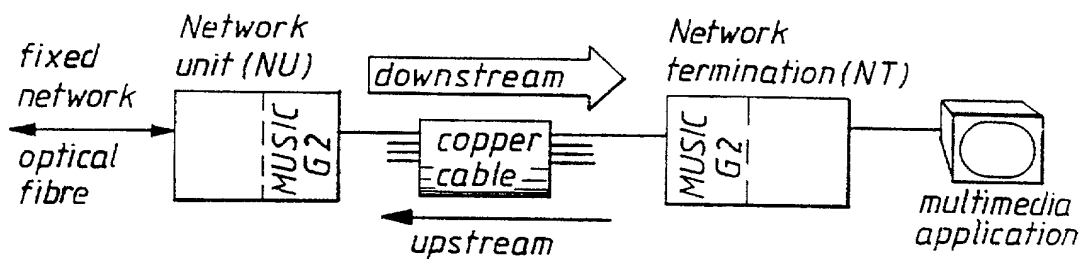 fixed
network
optical
fibre
Network
unit (NU)
MUSIC
G2
downstream
copper
cable
upstream
Network
termination (NT)
MUSIC
G2
multimedia
application